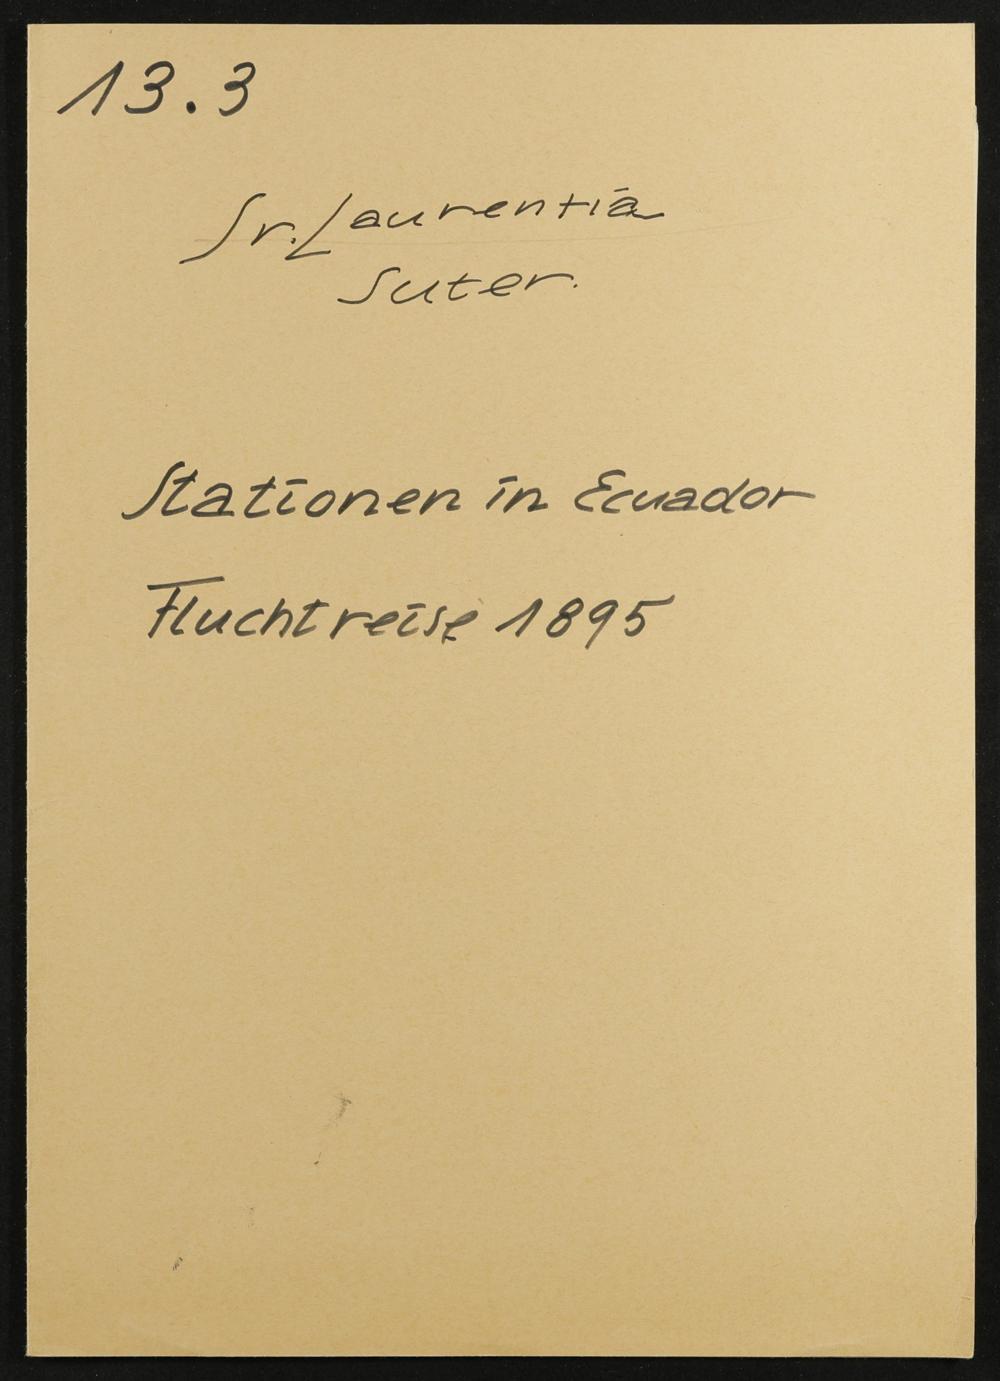 13.3
Sr. Laurentia
Suter.
Stationen in Ecuador
Fluchtreise 1895